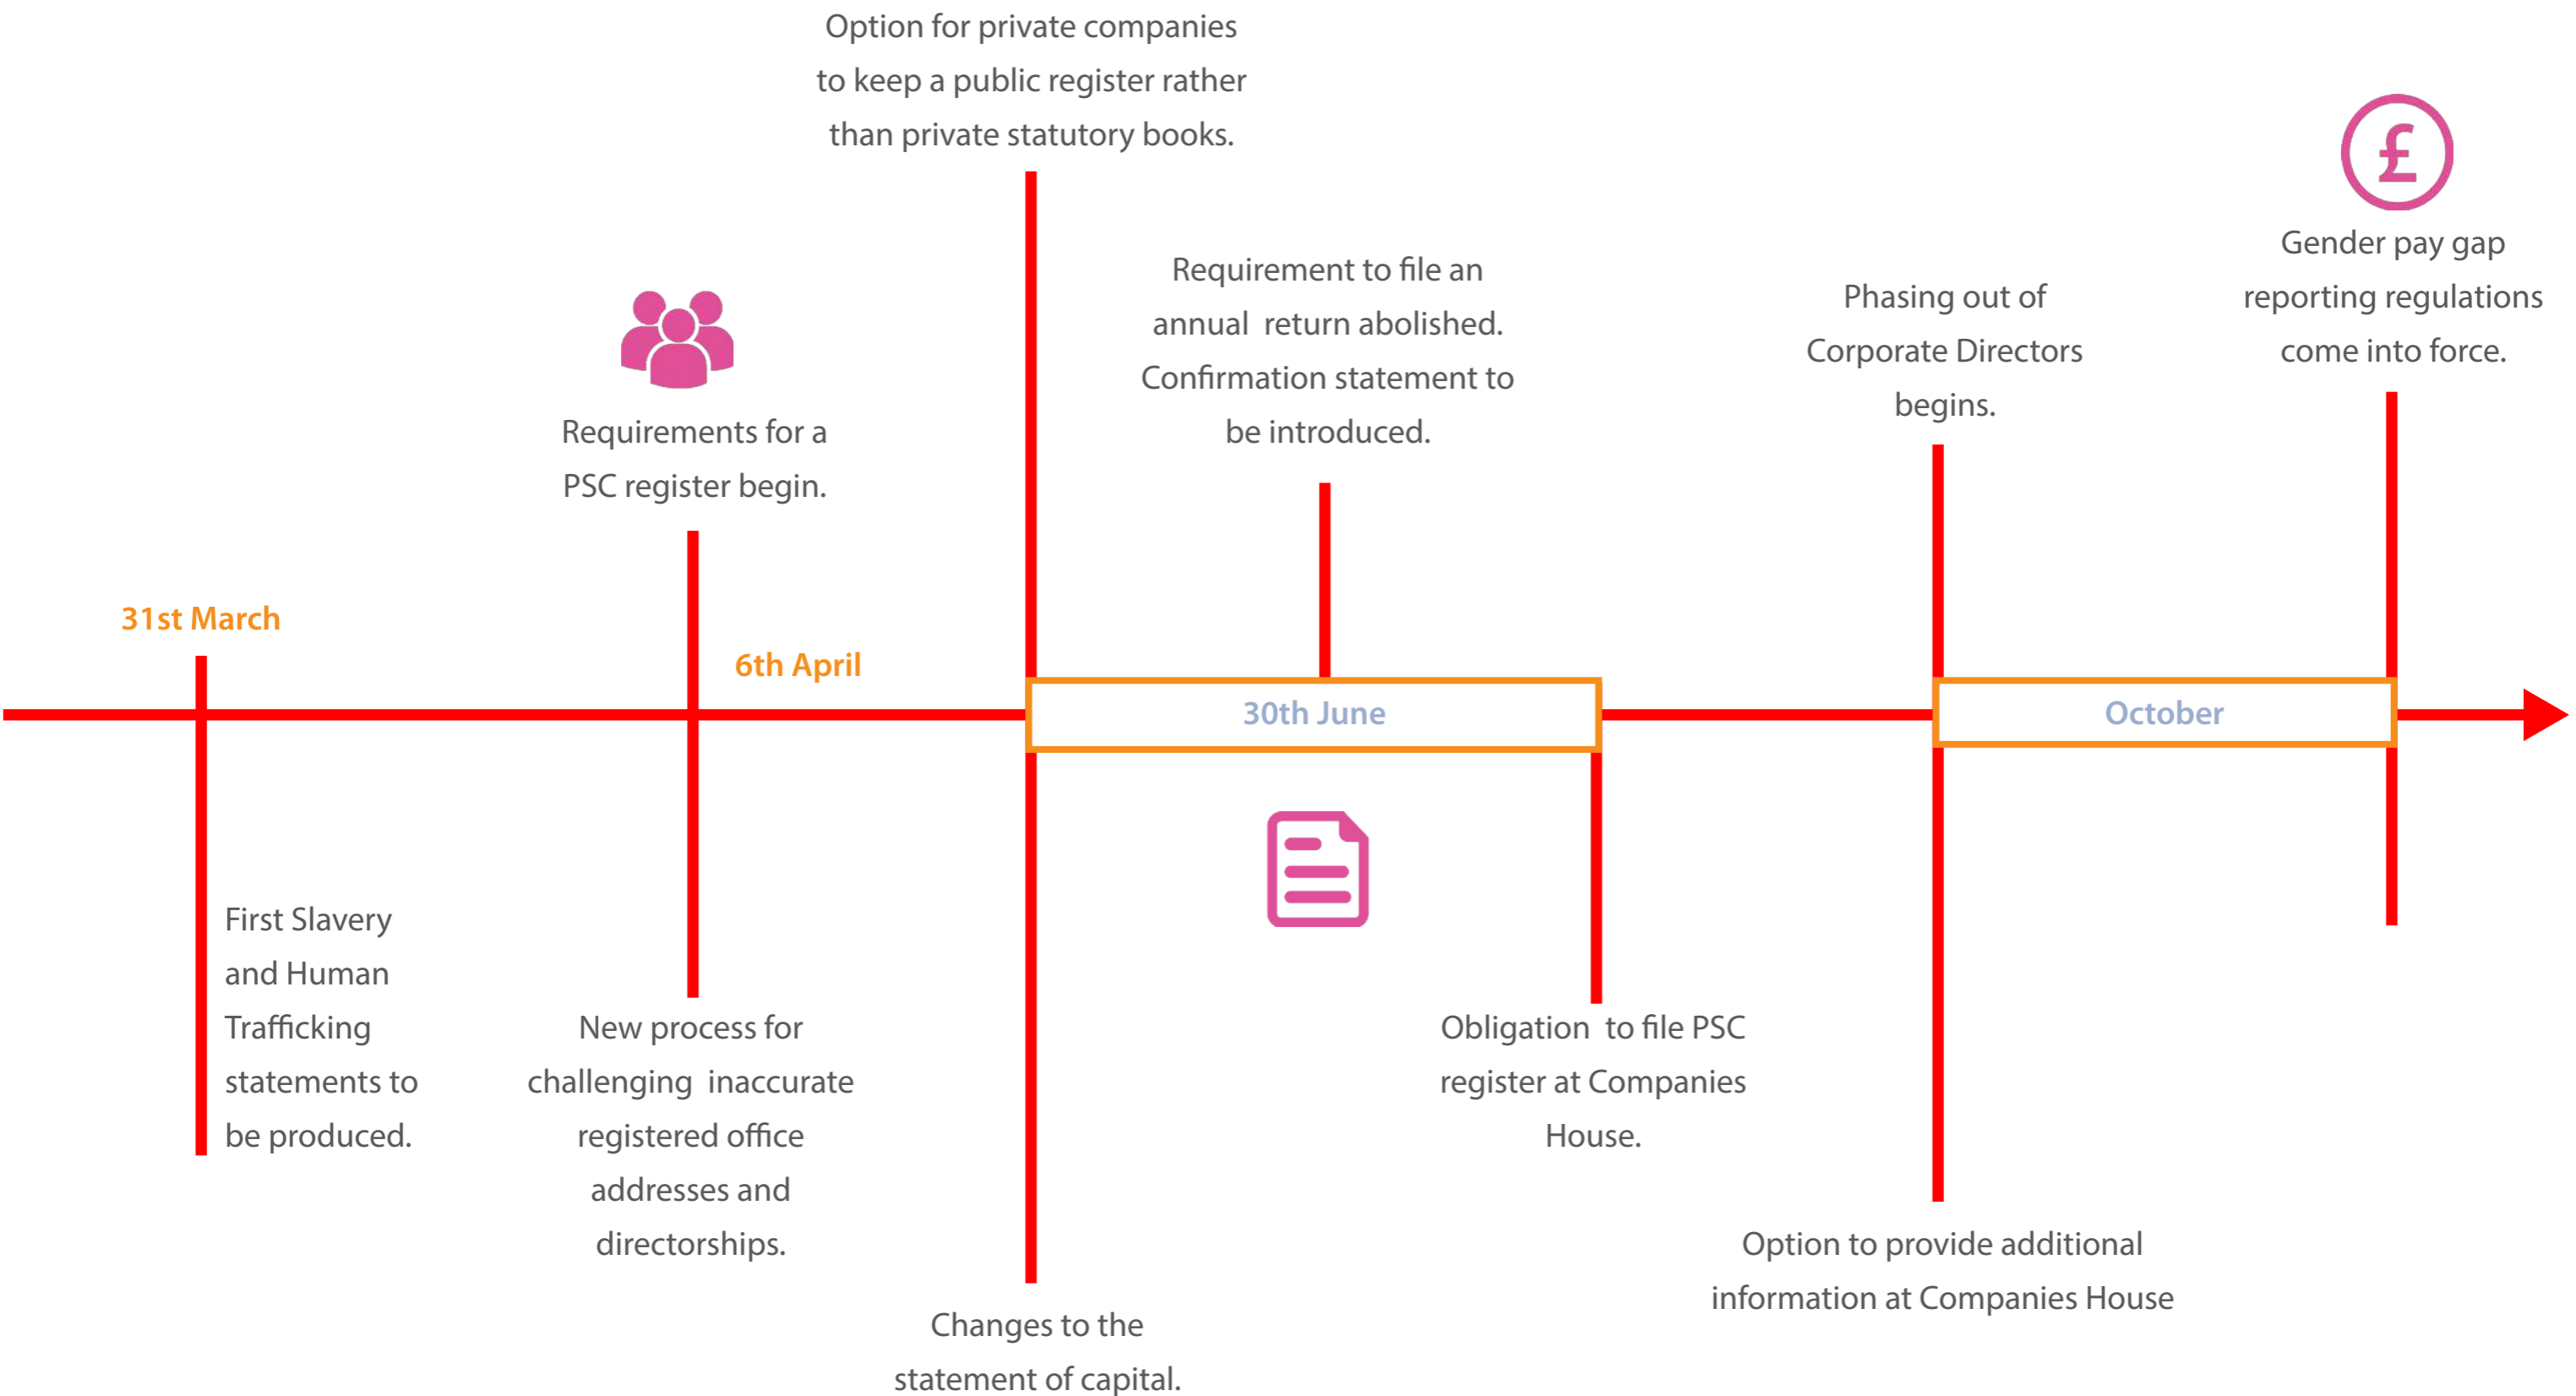 Option for private companies
to keep a public register rather
than private statutory books.
£
Gender pay gap
reporting regulations
come into force.
Requirement to file an
annual return abolished.
Confirmation statement to
be introduced.
Phasing out of
Corporate Directors
begins.
Requirements for a
PSC register begin.
31st March
6th April
30th June
October
First Slavery
and Human
Trafficking
statements to
be produced.
New process for
challenging inaccurate
registered office
addresses and
directorships.
Obligation to file PSC
register at Companies
House.
Option to provide additional
information at Companies House
Changes to the
statement of capital.